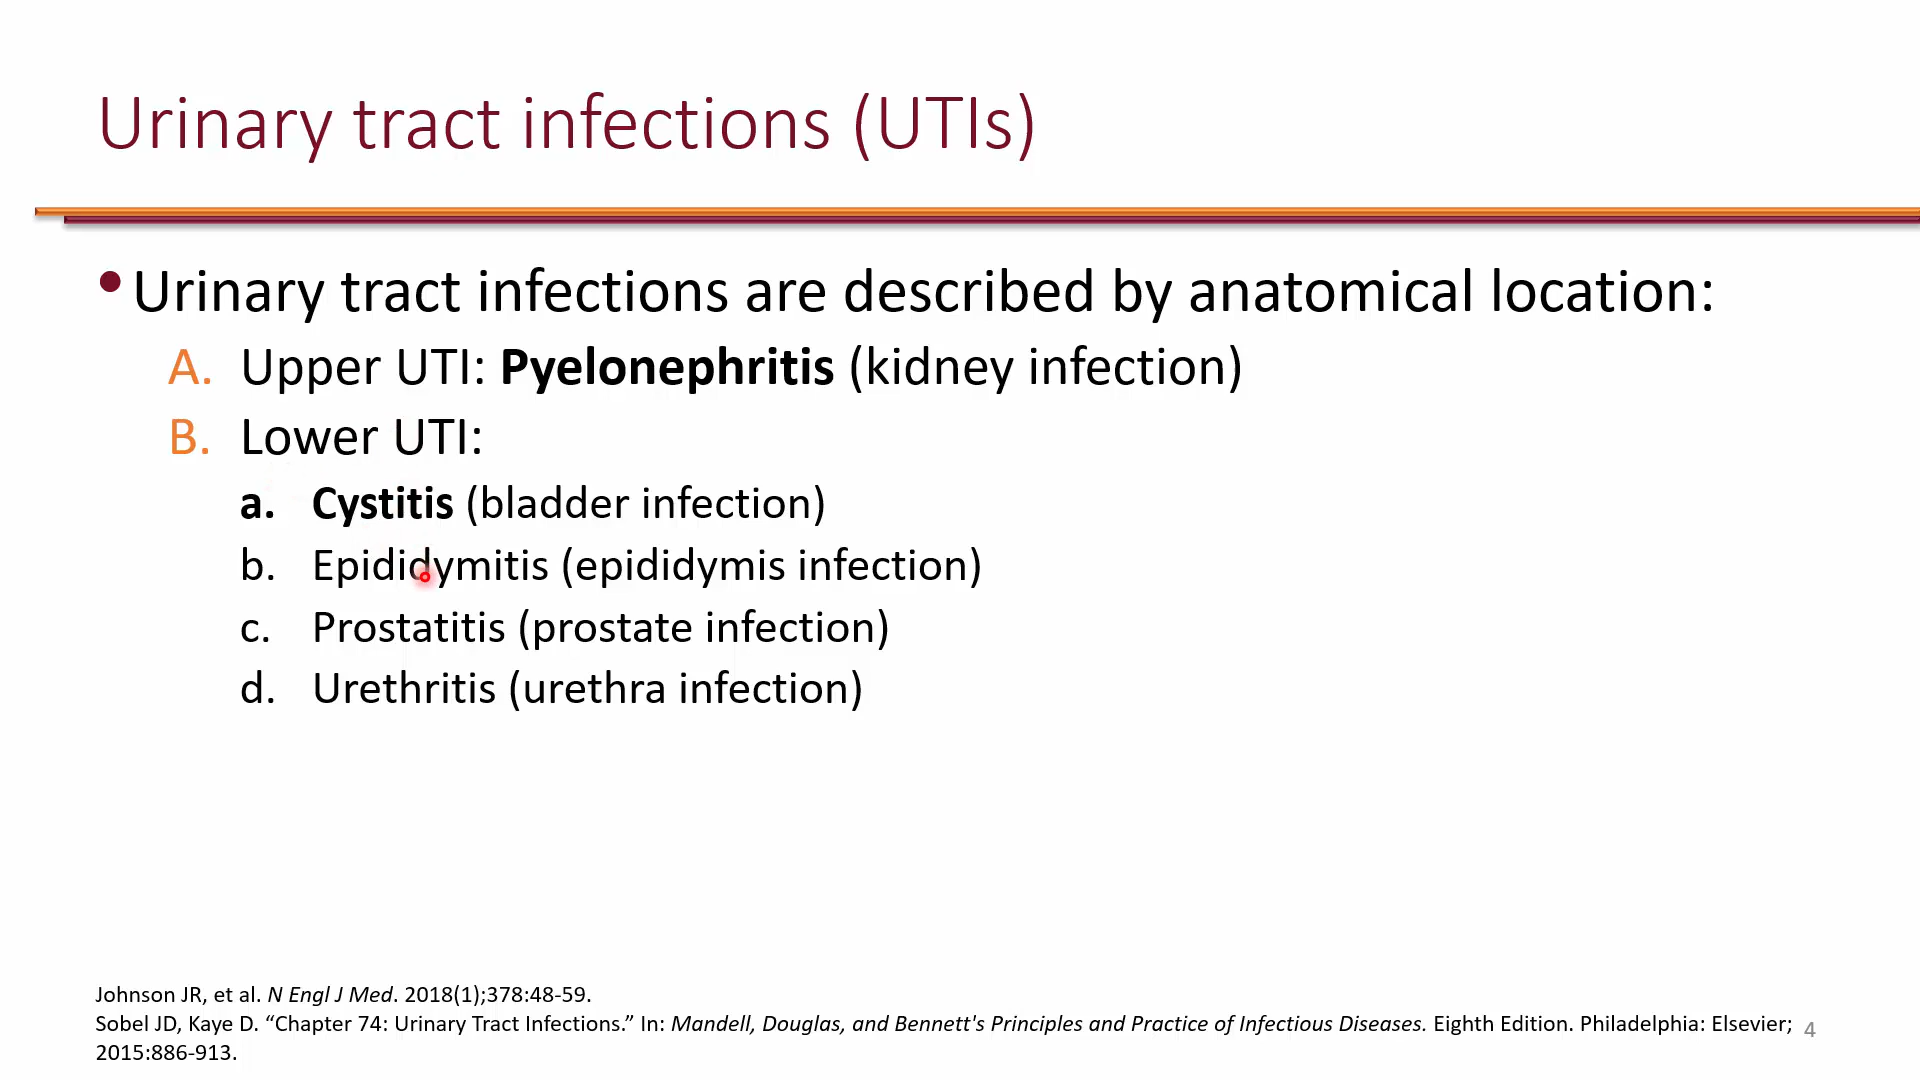 Urinary tract infections (UTIs)
• Urinary tract infections are described by anatomical location:
A. Upper UTI: Pyelonephritis (kidney infection)
B. Lower UTI:
a. Cystitis (bladder infection)
b. Epididymitis (epididymis infection)
c. Prostatitis (prostate infection)
d. Urethritis (urethra infection)
Johnson JR, et al. N Engl J Med. 2018(1);378:48-59.
Sobel JD, Kaye D. “Chapter 74: Urinary Tract Infections.” In: Mandell, Douglas, and Bennett's Principles and Practice of Infectious Diseases. Eighth Edition. Philadelphia: Elsevier;
2015:886-913.
4